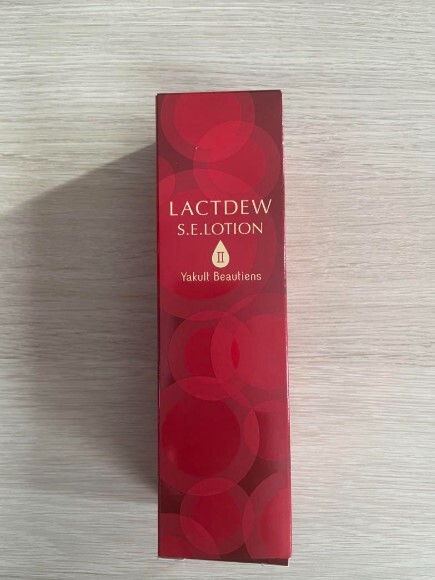 LACTDEW
S.E.LOTION
II
Yakult Beautiens